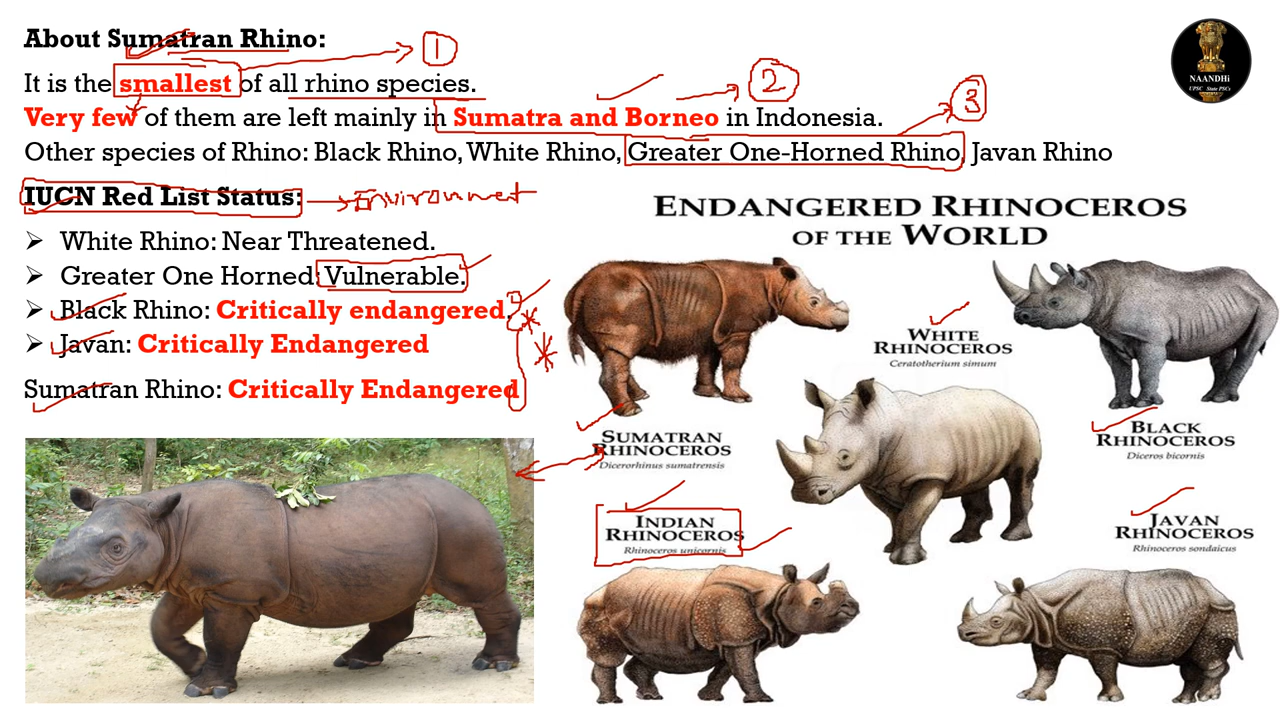 About Sumatran Rhino:
1
It is the smallest of all rhino species.
2
3
Very few of them are left mainly in Sumatra and Borneo in Indonesia.
Other species of Rhino: Black Rhino, White Rhino, Greater One-Horned Rhino, Javan Rhino
IUCN Red List Status:
➢ White Rhino: Near Threatened.
➢ Greater One Horned: Vulnerable.
➢ Black Rhino: Critically endangered.
➢ Javan: Critically Endangered
Sumatran Rhino: Critically Endangered
NAANDHi
UPSC State PSCs
ENDANGERED RHINOCEROS
OF THE WORLD
WHITE
RHINOCEROS
Ceratotherium simum
SUMATRAN
RHINOCEROS
Dicerorhinus sumatrensis
BLACK
RHINOCEROS
Diceros bicornis
INDIAN
RHINOCEROS
Rhinoceros unicornis
JAVAN
RHINOCEROS
Rhinoceros sondaicus